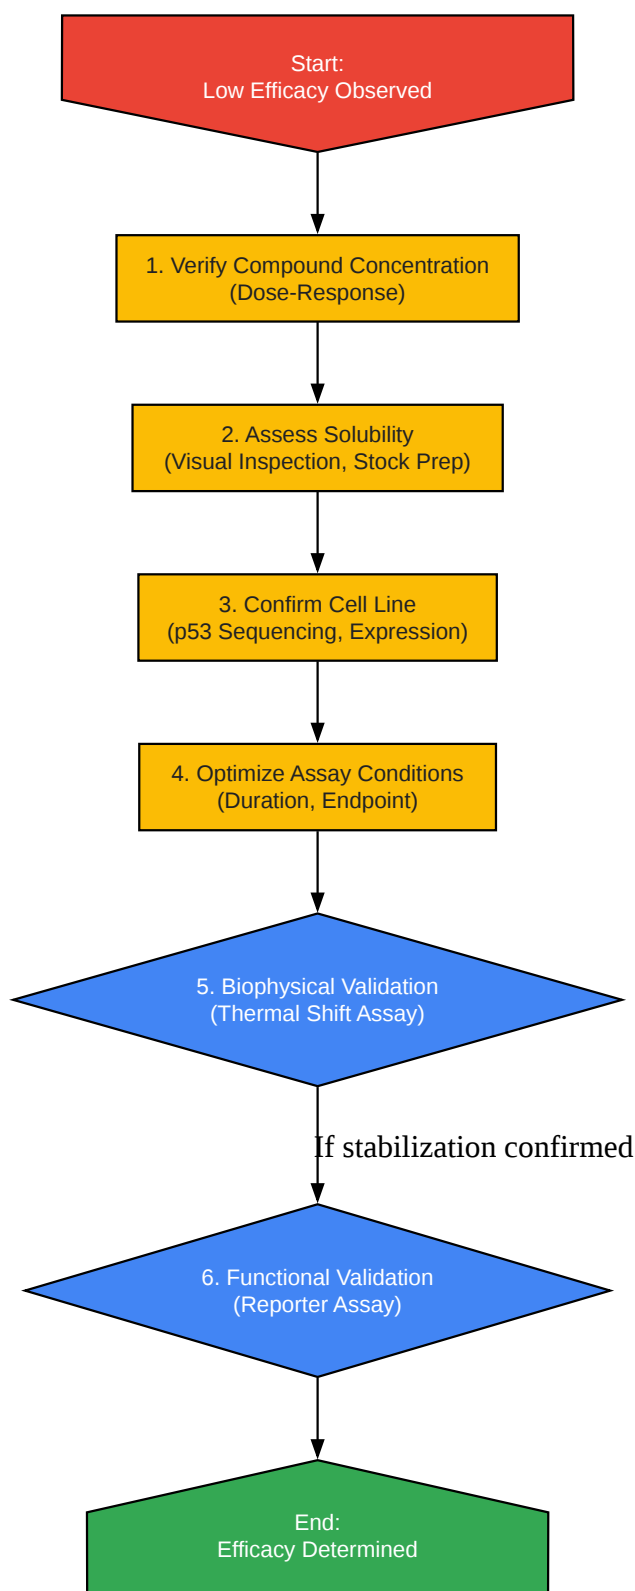 Start:
Low Efficacy Observed
1. Verify Compound Concentration
(Dose-Response)
2. Assess Solubility
(Visual Inspection, Stock Prep)
3. Confirm Cell Line
(p53 Sequencing, Expression)
4. Optimize Assay Conditions
(Duration, Endpoint)
5. Biophysical Validation
(Thermal Shift Assay)
If stabilization confirmed
6. Functional Validation
(Reporter Assay)
End:
Efficacy Determined